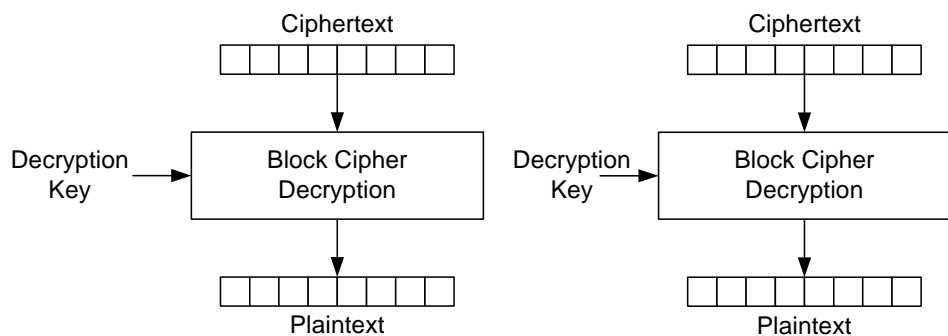 Ciphertext
Decryption
Key
Block Cipher
Decryption
Plaintext
Ciphertext
Decryption
Key
Block Cipher
Decryption
Plaintext